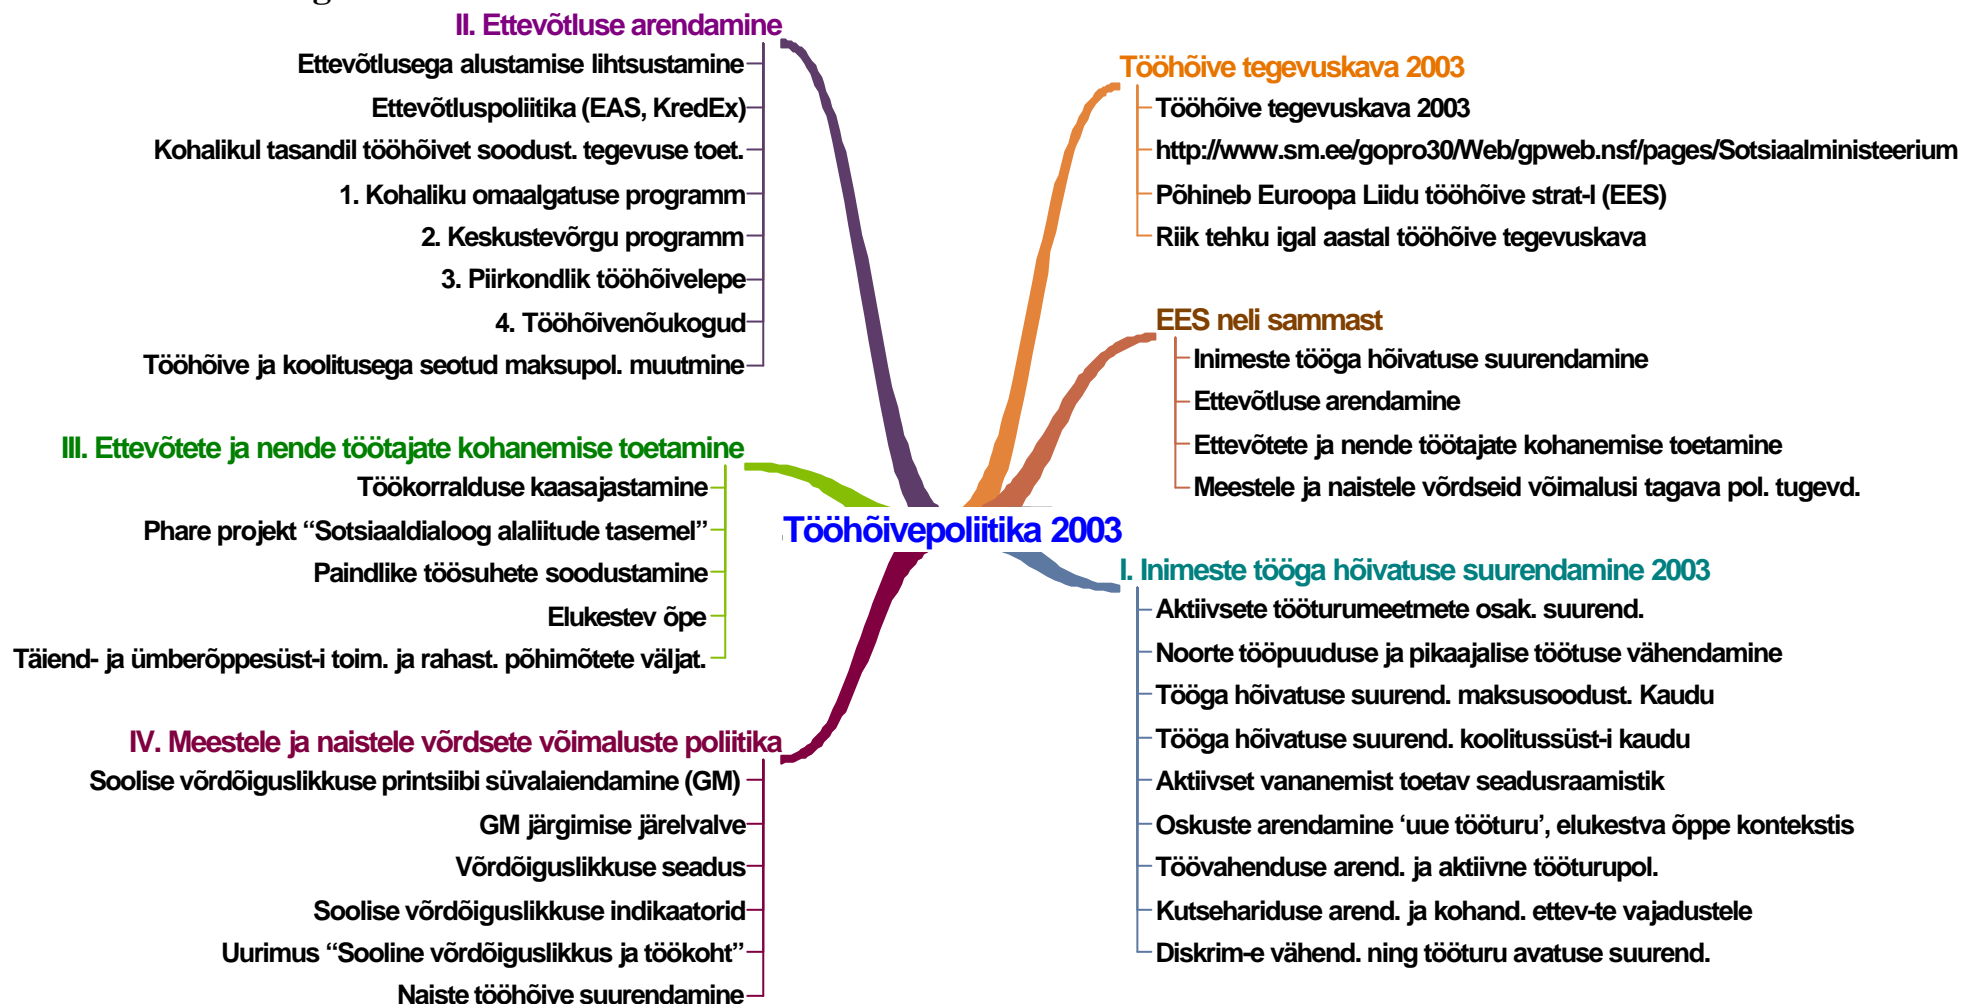 II. Ettevõtluse arendamine
Ettevõtlusega alustamise lihtsustamine
Ettevõtluspoliitika (EAS, KredEx)
Kohalikul tasandil tööhõivet soodust. tegevuse toet.
1. Kohaliku omaalgatuse programm
2. Keskustevõrgu programm
3. Piirkondlik tööhõivelepe
4. Tööhõivenõukogud
Tööhõive ja koolitusega seotud maksupol. muutmine
III. Ettevõtete ja nende töötajate kohanemise toetamine
Töökorralduse kaasajastamine
Phare projekt “Sotsiaaldialoog alaliitude tasemel”
Paindlike töösuhete soodustamine
Elukestev õpe
Täiend- ja ümberõppesüst-i toim. ja rahast. põhimõtete väljat.
IV. Meestele ja naistele võrdsete võimaluste poliitika
Soolise võrdõiguslikkuse printsiibi süvalaiendamine (GM)
GM järgimise järelvalve
Võrdõiguslikkuse seadus
Soolise võrdõiguslikkuse indikaatorid
Uurimus “Sooline võrdõiguslikkus ja töökoht”
Naiste tööhõive suurendamine
Tööhõivepoliitika 2003
Tööhõive tegevuskava 2003
Tööhõive tegevuskava 2003
http://www.sm.ee/gopro30/Web/gpweb.nsf/pages/Sotsiaalministeerium
Põhineb Euroopa Liidu tööhõive strat-l (EES)
Riik tehku igal aastal tööhõive tegevuskava
EES neli sammast
Inimeste tööga hõivatuse suurendamine
Ettevõtluse arendamine
Ettevõtete ja nende töötajate kohanemise toetamine
Meestele ja naistele võrdseid võimalusi tagava pol. tugevd.
I. Inimeste tööga hõivatuse suurendamine 2003
Aktiivsete tööturumeetmete osak. suurend.
Noorte tööpuuduse ja pikaajalise töötuse vähendamine
Tööga hõivatuse suurend. maksusoodust. Kaudu
Tööga hõivatuse suurend. koolitussüst-i kaudu
Aktiivset vananemist toetav seadusraamistik
Oskuste arendamine ‘uue tööturu’, elukestva õppe kontekstis
Töövahenduse arend. ja aktiivne tööturupol.
Kutsehariduse arend. ja kohand. ettev-te vajadustele
Diskrim-e vähend. ning tööturu avatuse suurend.